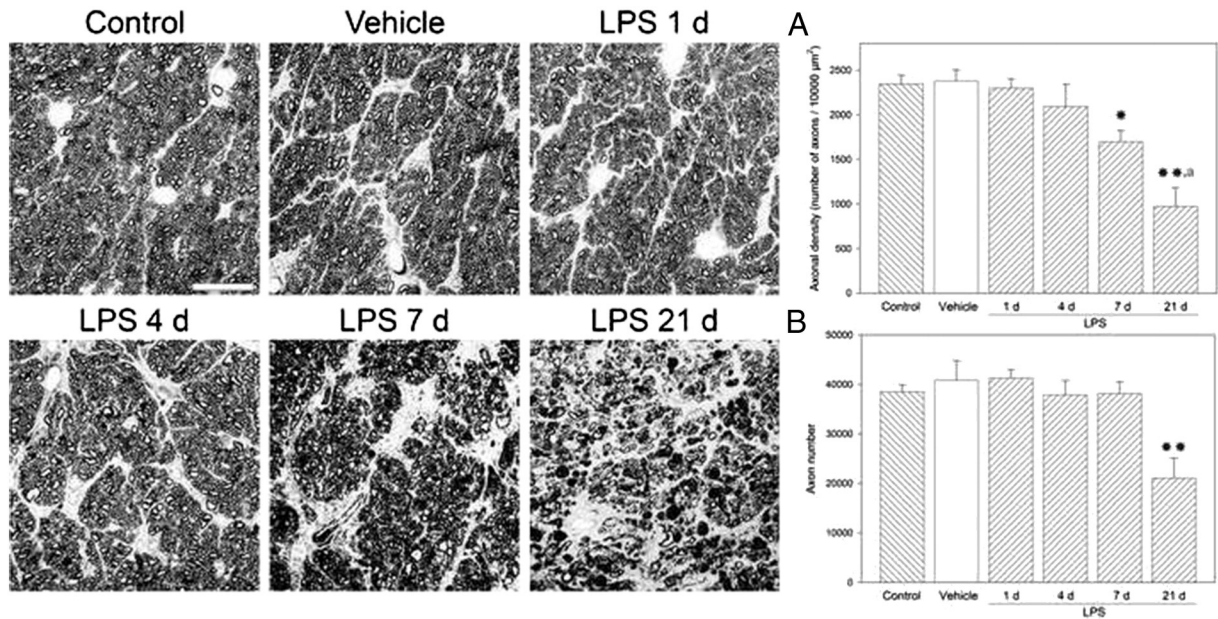 Control Vehicle LPS 1 d
LPS 4 d LPS 7 d LPS 21 d
A
Axonal density (number of axons / 10000 µm²)
2500
2000
1500
1000
500
0
*
**,a
Control Vehicle 1 d 4 d 7 d 21 d
LPS
B
Axon number
50000
40000
30000
20000
10000
0
**
Control Vehicle 1 d 4 d 7 d 21 d
LPS